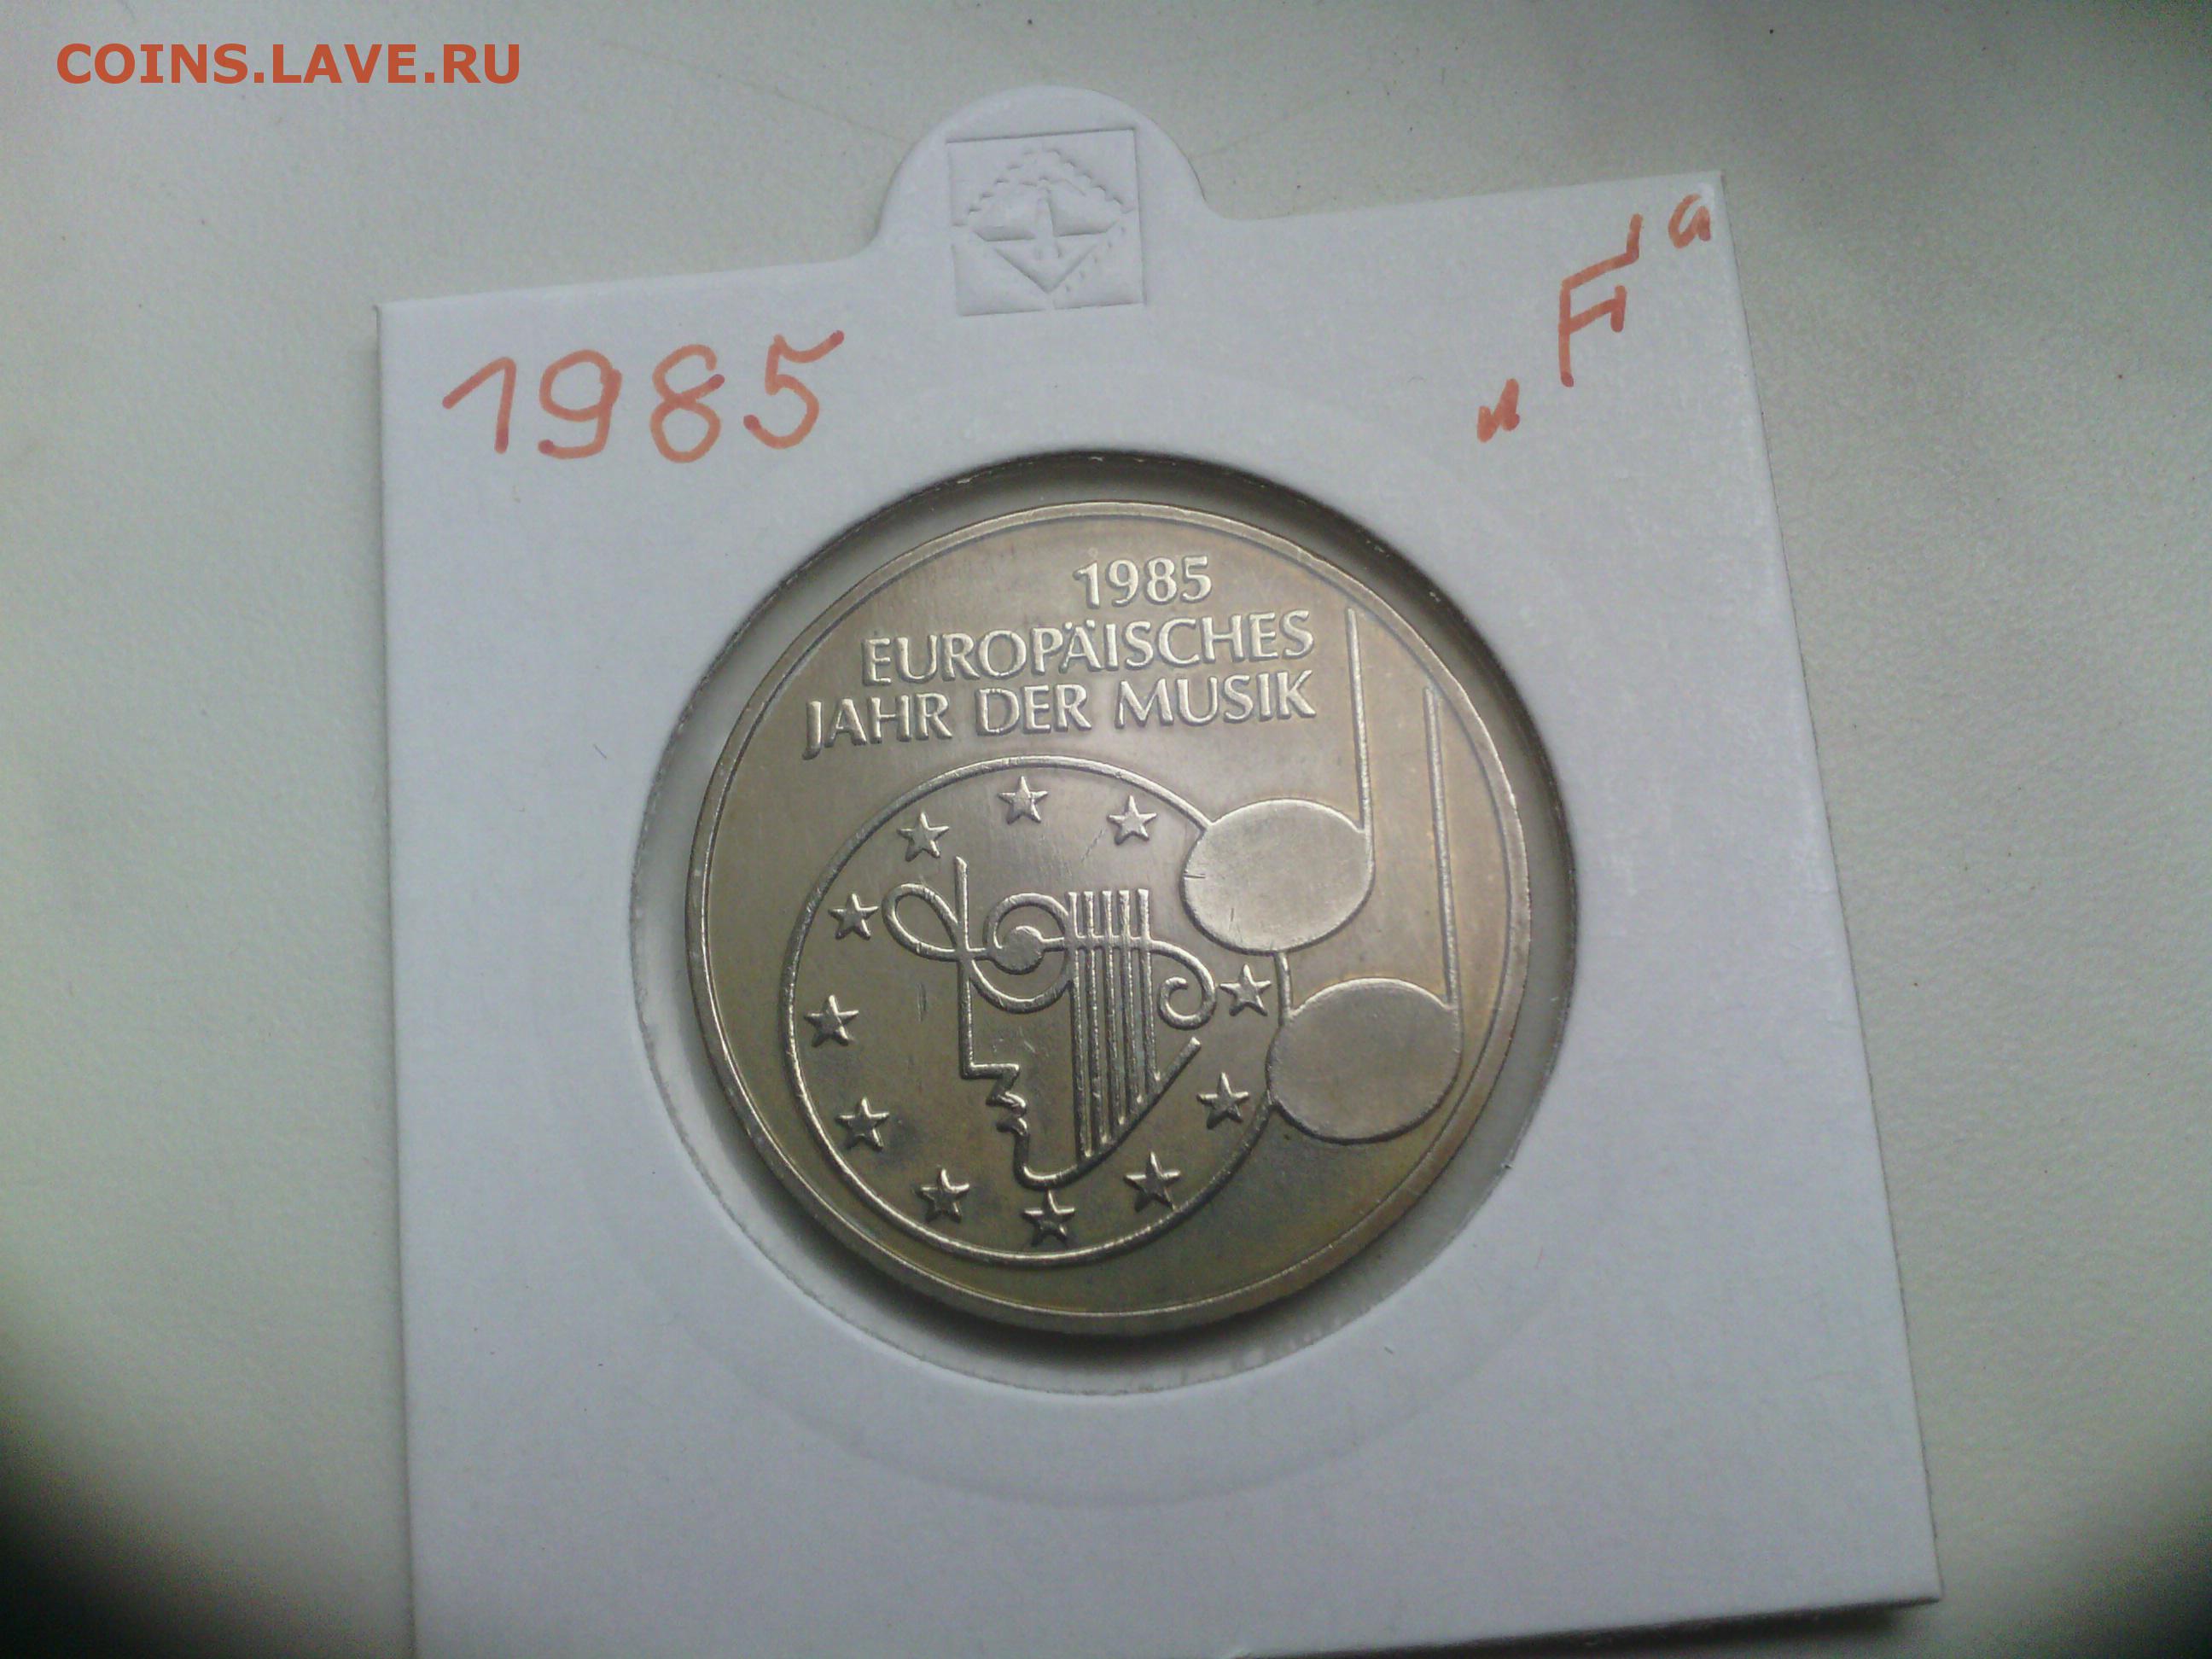 COINS.LAVE.RU
1985
„F“
1985
EUROPÄISCHES
JAHR DER MUSIK